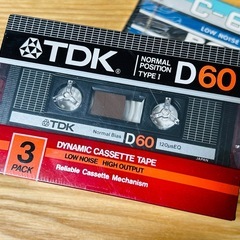 TDK
NORMAL
POSITION
TYPE I
D60
TDK
Normal Bias
D60
120μsEQ
JAPAN
3
PACK
DYNAMIC CASSETTE TAPE
LOW NOISE HIGH OUTPUT
Reliable Cassette Mechanism
LOW NOISE